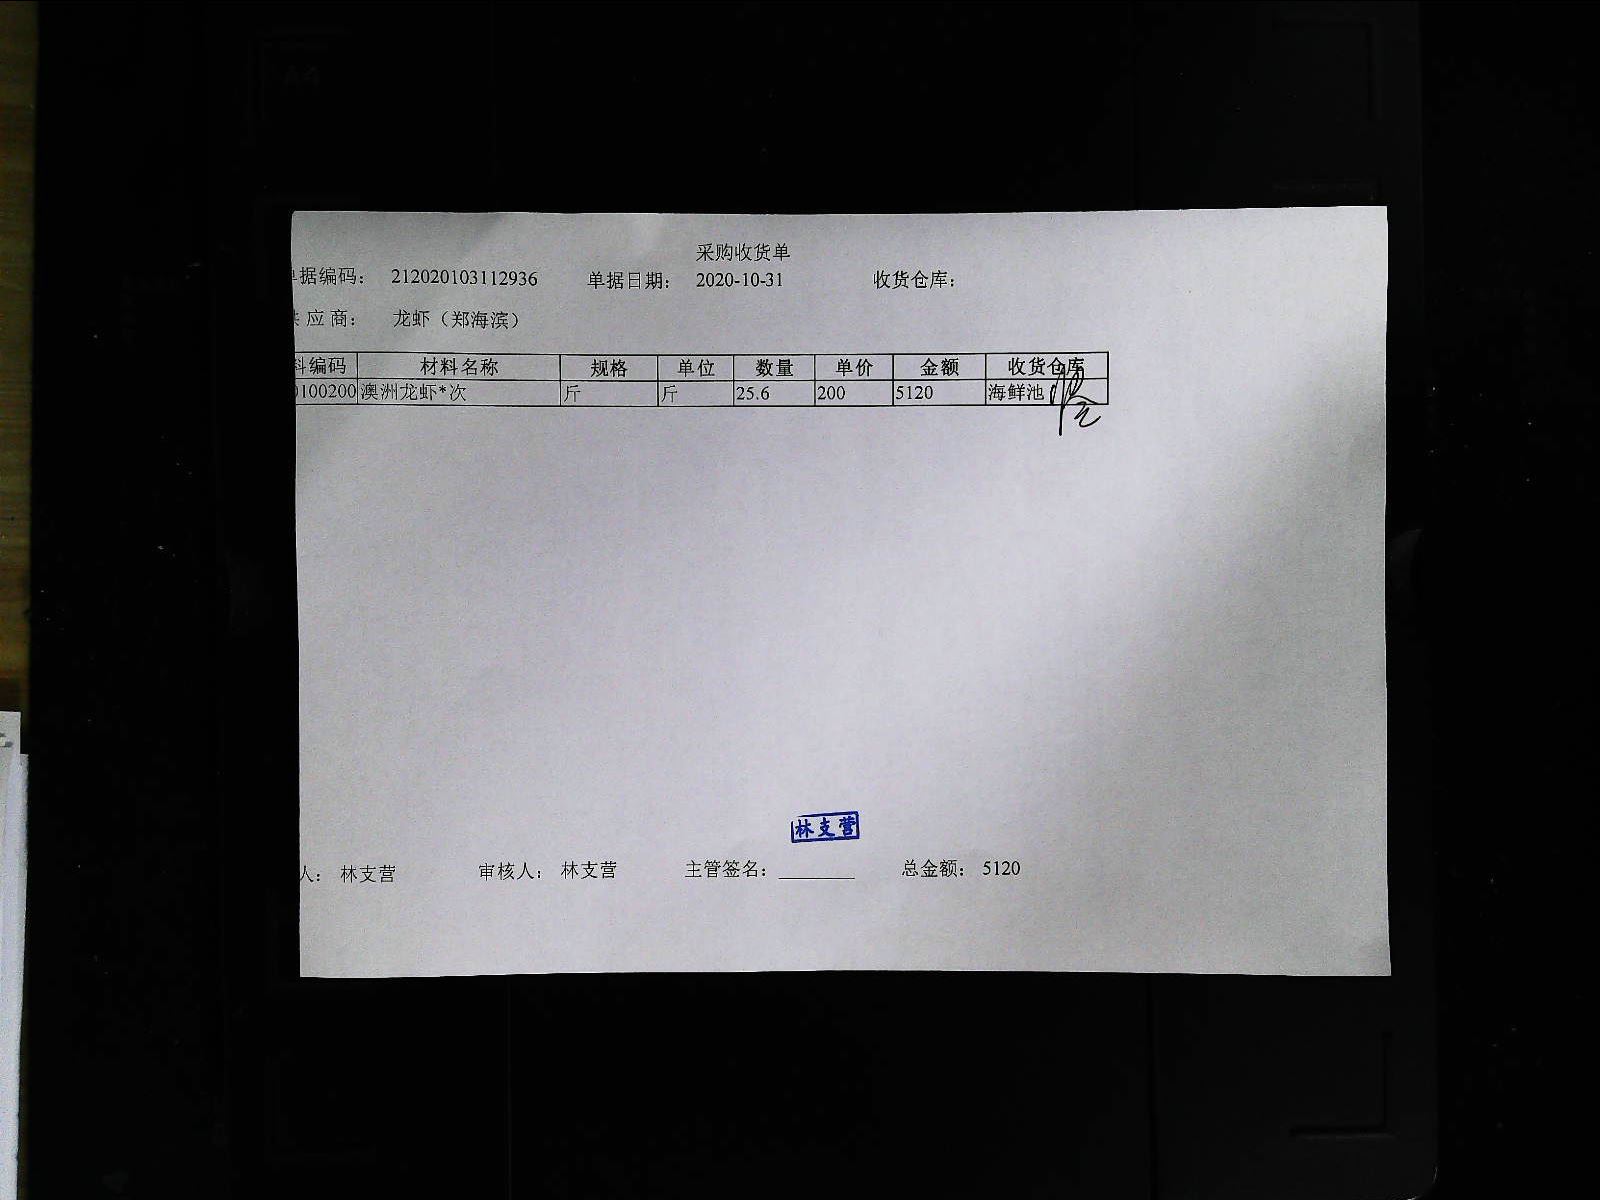 采购收货单
单据编码： 212020103112936 单据日期： 2020-10-31 收货仓库：
供应商： 龙虾（郑海滨）
料编码 材料名称 规格 单位 数量 单价 金额 收货仓库
0100200 澳洲龙虾*次 斤 斤 25.6 200 5120 海鲜池
林支营
人： 林支营 审核人： 林支营 主管签名： 总金额： 5120
A4